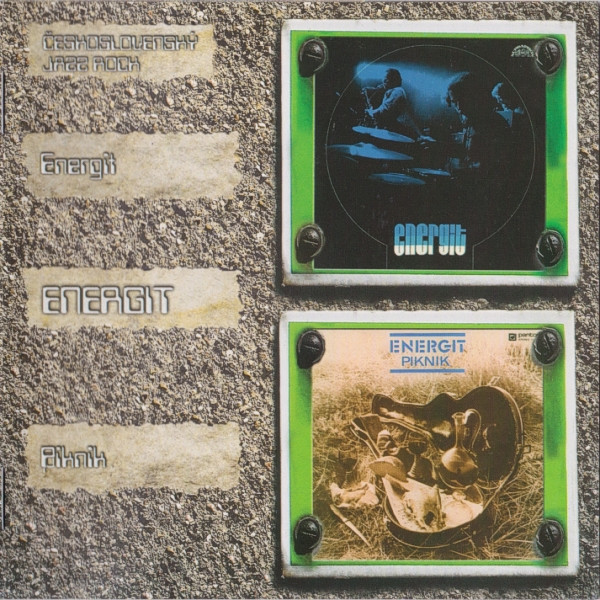 ČESKOSLOVENSKÝ
JAZZ ROCK
Energit
ENERGIT
Piknik
energit
ENERGIT
PIKNIK